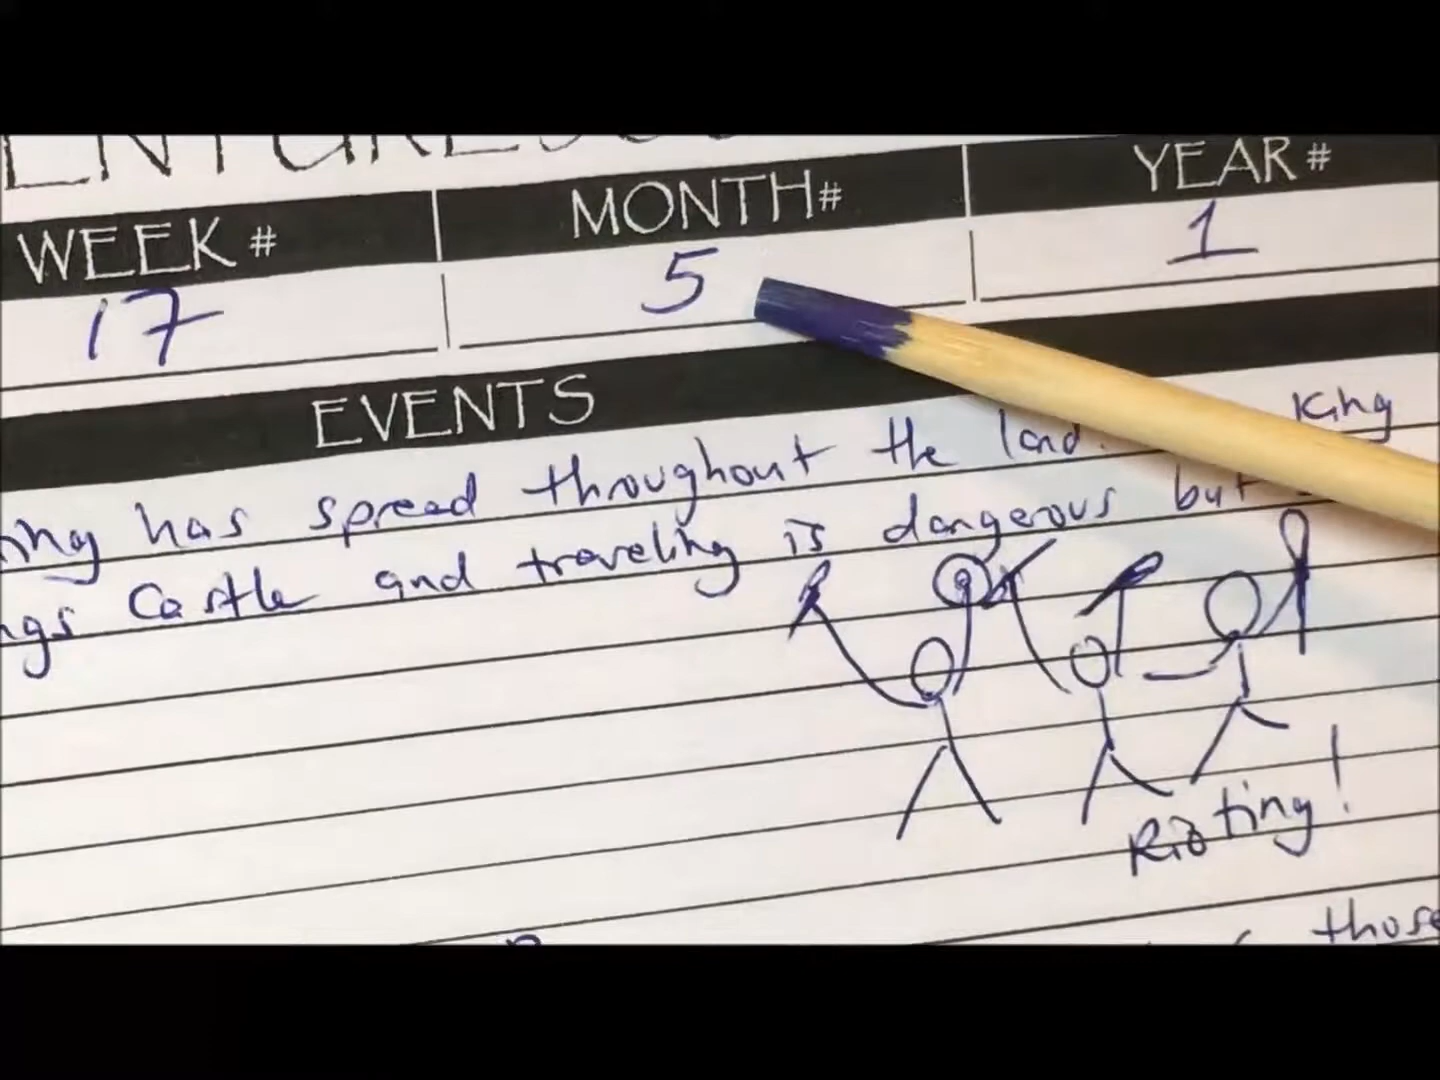 WEEK # MONTH# YEAR#
17 5 1
EVENTS
has spread throughout the land. King
Castle and traveling is dangerous but
Rioting!
those